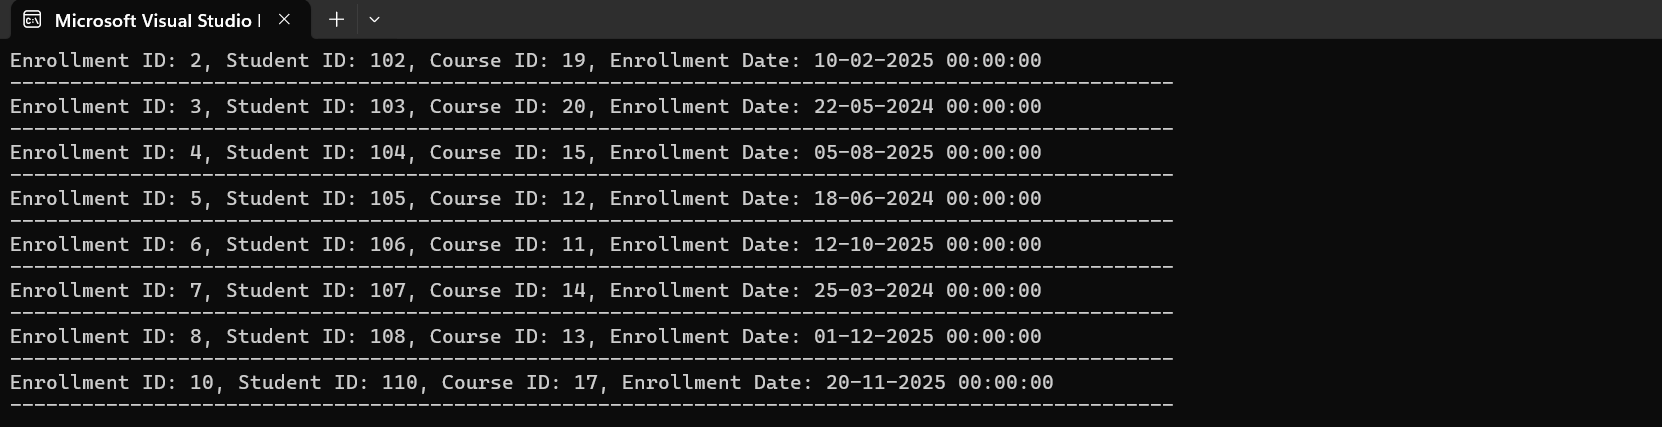 Microsoft Visual Studio
Enrollment ID: 2, Student ID: 102, Course ID: 19, Enrollment Date: 10-02-2025 00:00:00
-------------------------------------------------------------------------------------------------
Enrollment ID: 3, Student ID: 103, Course ID: 20, Enrollment Date: 22-05-2024 00:00:00
-------------------------------------------------------------------------------------------------
Enrollment ID: 4, Student ID: 104, Course ID: 15, Enrollment Date: 05-08-2025 00:00:00
-------------------------------------------------------------------------------------------------
Enrollment ID: 5, Student ID: 105, Course ID: 12, Enrollment Date: 18-06-2024 00:00:00
-------------------------------------------------------------------------------------------------
Enrollment ID: 6, Student ID: 106, Course ID: 11, Enrollment Date: 12-10-2025 00:00:00
-------------------------------------------------------------------------------------------------
Enrollment ID: 7, Student ID: 107, Course ID: 14, Enrollment Date: 25-03-2024 00:00:00
-------------------------------------------------------------------------------------------------
Enrollment ID: 8, Student ID: 108, Course ID: 13, Enrollment Date: 01-12-2025 00:00:00
-------------------------------------------------------------------------------------------------
Enrollment ID: 10, Student ID: 110, Course ID: 17, Enrollment Date: 20-11-2025 00:00:00
-------------------------------------------------------------------------------------------------